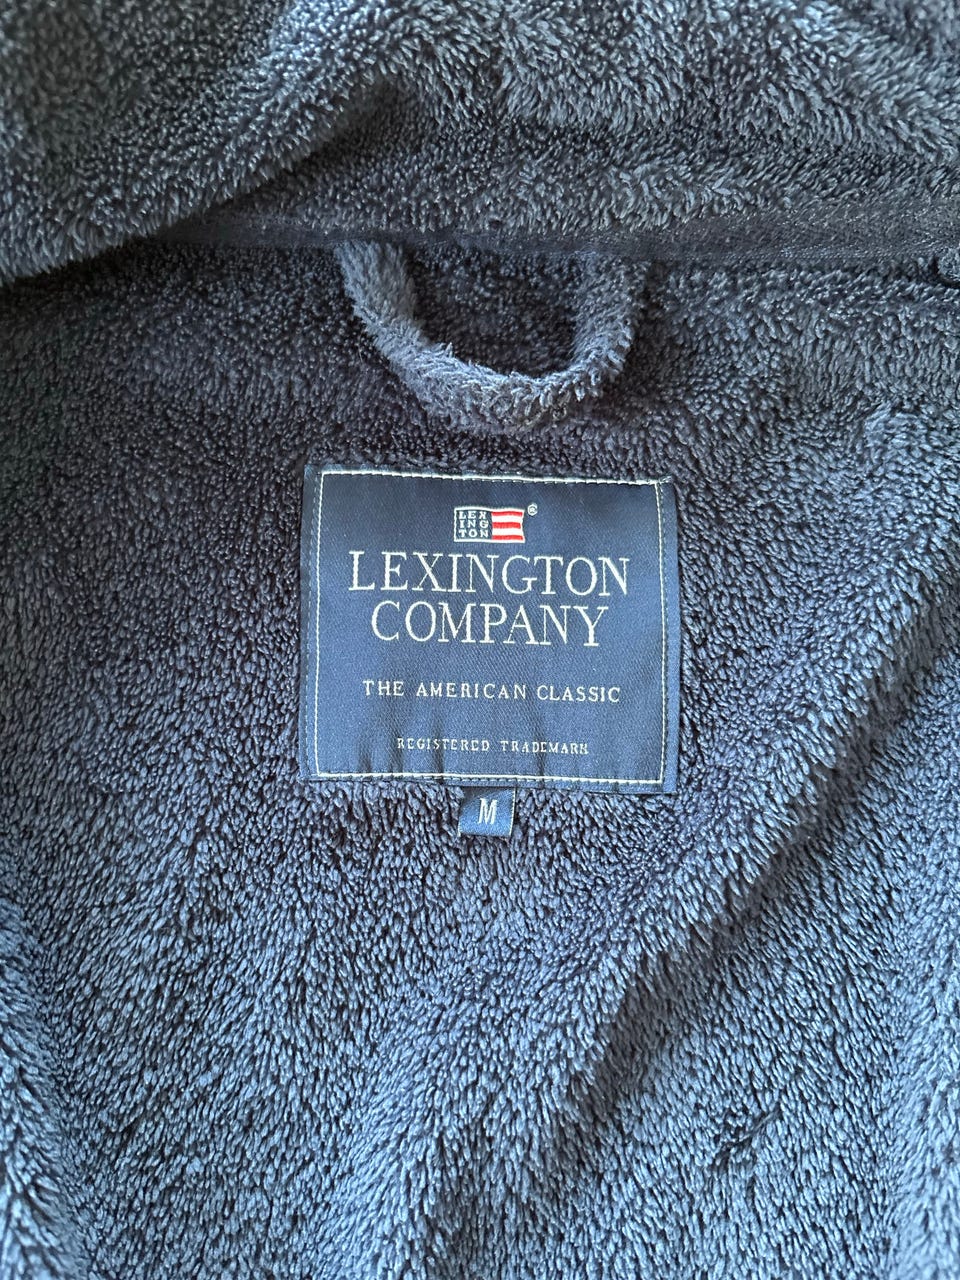 LEX
ING
TON
®
LEXINGTON
COMPANY
THE AMERICAN CLASSIC
REGISTERED TRADEMARK
M